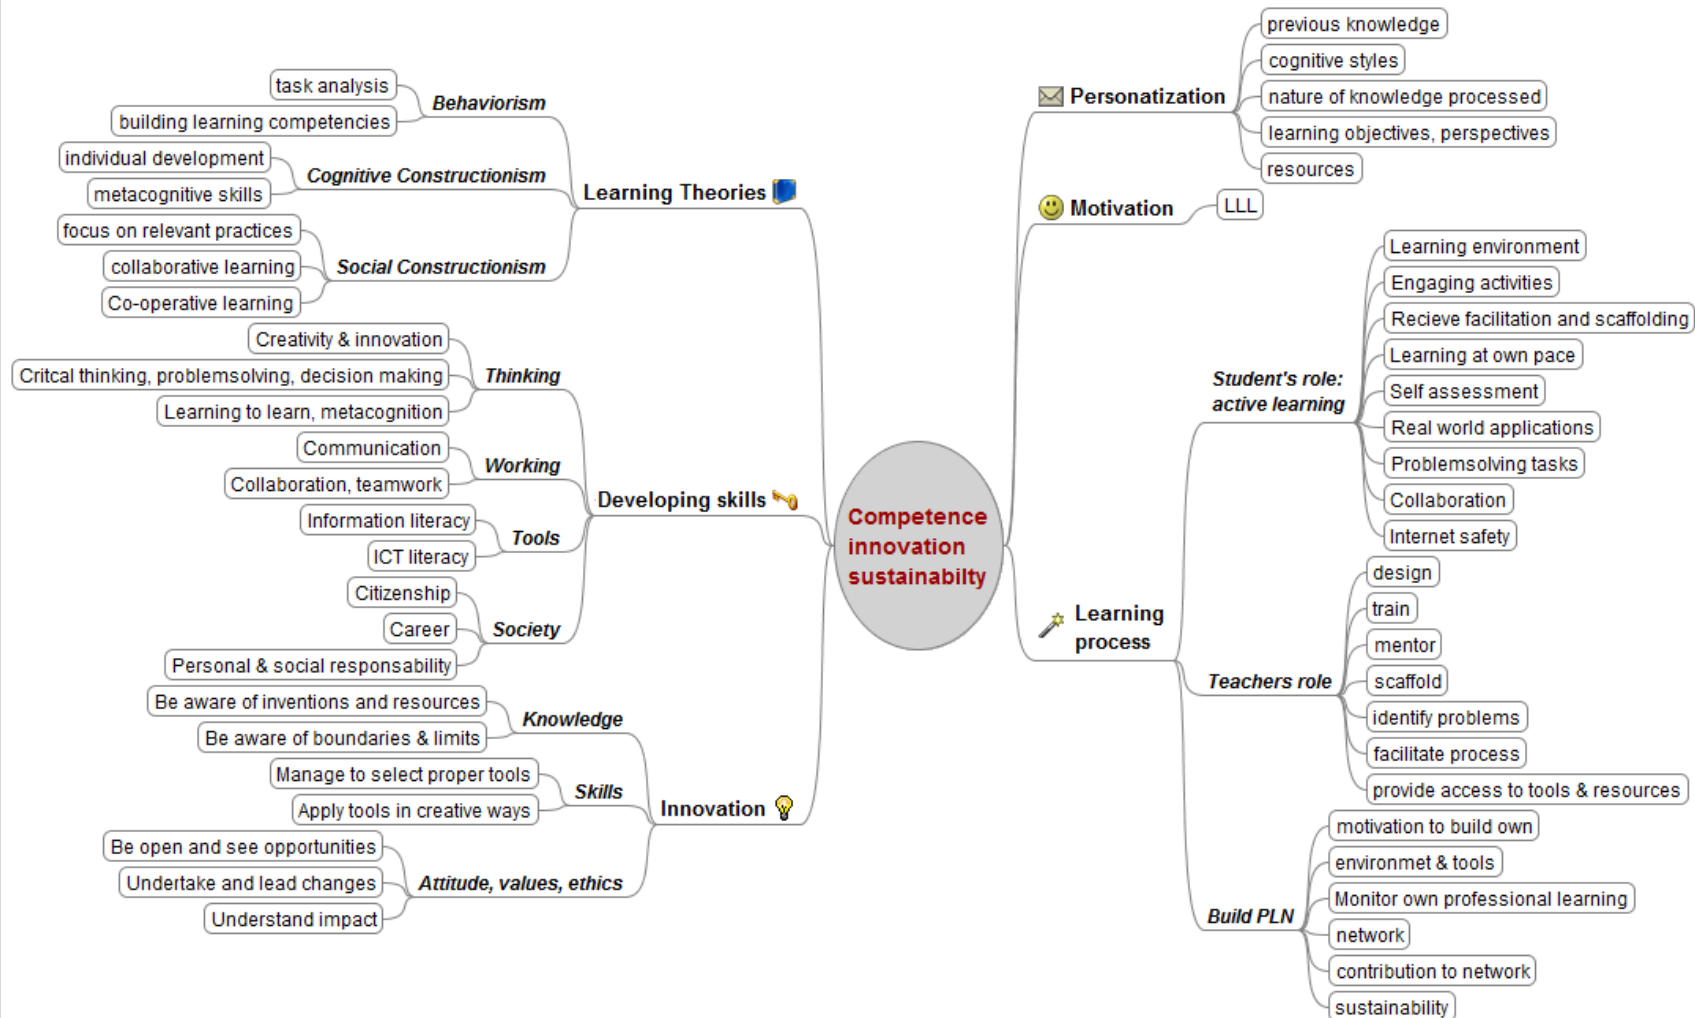 Competence
innovation
sustainabilty
Learning Theories
Behaviorism
task analysis
building learning competencies
Cognitive Constructionism
individual development
metacognitive skills
Social Constructionism
focus on relevant practices
collaborative learning
Co-operative learning
Developing skills
Thinking
Creativity & innovation
Critcal thinking, problemsolving, decision making
Learning to learn, metacognition
Working
Communication
Collaboration, teamwork
Tools
Information literacy
ICT literacy
Society
Citizenship
Career
Personal & social responsability
Innovation
Knowledge
Be aware of inventions and resources
Be aware of boundaries & limits
Skills
Manage to select proper tools
Apply tools in creative ways
Attitude, values, ethics
Be open and see opportunities
Undertake and lead changes
Understand impact
Personatization
previous knowledge
cognitive styles
nature of knowledge processed
learning objectives, perspectives
resources
Motivation
LLL
Learning
process
Student's role:
active learning
Learning environment
Engaging activities
Recieve facilitation and scaffolding
Learning at own pace
Self assessment
Real world applications
Problemsolving tasks
Collaboration
Internet safety
Teachers role
design
train
mentor
scaffold
identify problems
facilitate process
provide access to tools & resources
Build PLN
motivation to build own
environmet & tools
Monitor own professional learning
network
contribution to network
sustainability